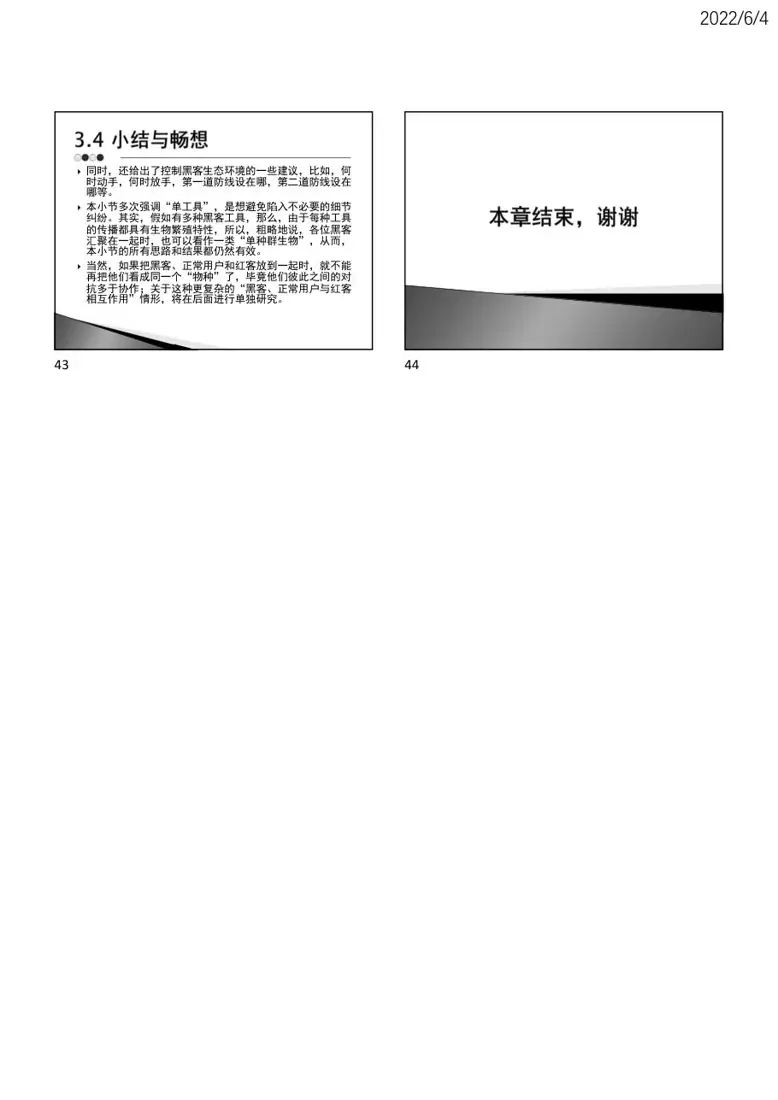 2022/6/4
3.4 小结与畅想
同时，还给出了控制黑客生态环境的一些建议，比如，何
时动手，何时放手，第一道防线设在哪，第二道防线设在
哪等。
本小节多次强调“单工具”，是想避免陷入不必要的细节
纠纷。其实，假如有多种黑客工具，那么，由于每种工具
的传播都具有生物繁殖特性，所以，粗略地说，各位黑客
汇聚在一起时，也可以看作一类“单种群生物”，从而，
本小节的所有思路和结果都仍然有效。
当然，如果把黑客、正常用户和红客放到一起时，就不能
再把他们看成同一个“物种”了，毕竟他们彼此之间的对
抗多于协作；关于这种更复杂的“黑客、正常用户与红客
相互作用”情形，将在后面进行单独研究。
43
本章结束，谢谢
44